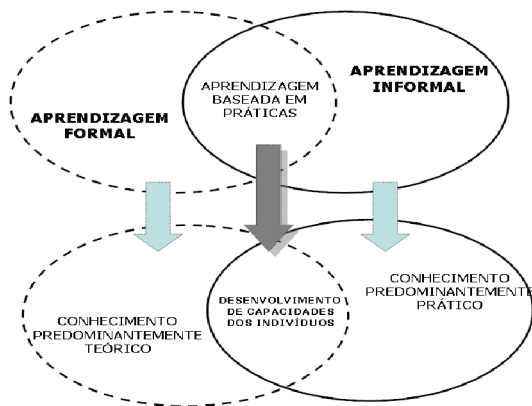 APRENDIZAGEM
FORMAL
APRENDIZAGEM
BASEADA EM
PRÁTICAS
APRENDIZAGEM
INFORMAL
CONHECIMENTO
PREDOMINANTEMENTE
TEÓRICO
DESENVOLVIMENTO
DE CAPACIDADES
DOS INDIVÍDUOS
CONHECIMENTO
PREDOMINANTEMENTE
PRÁTICO